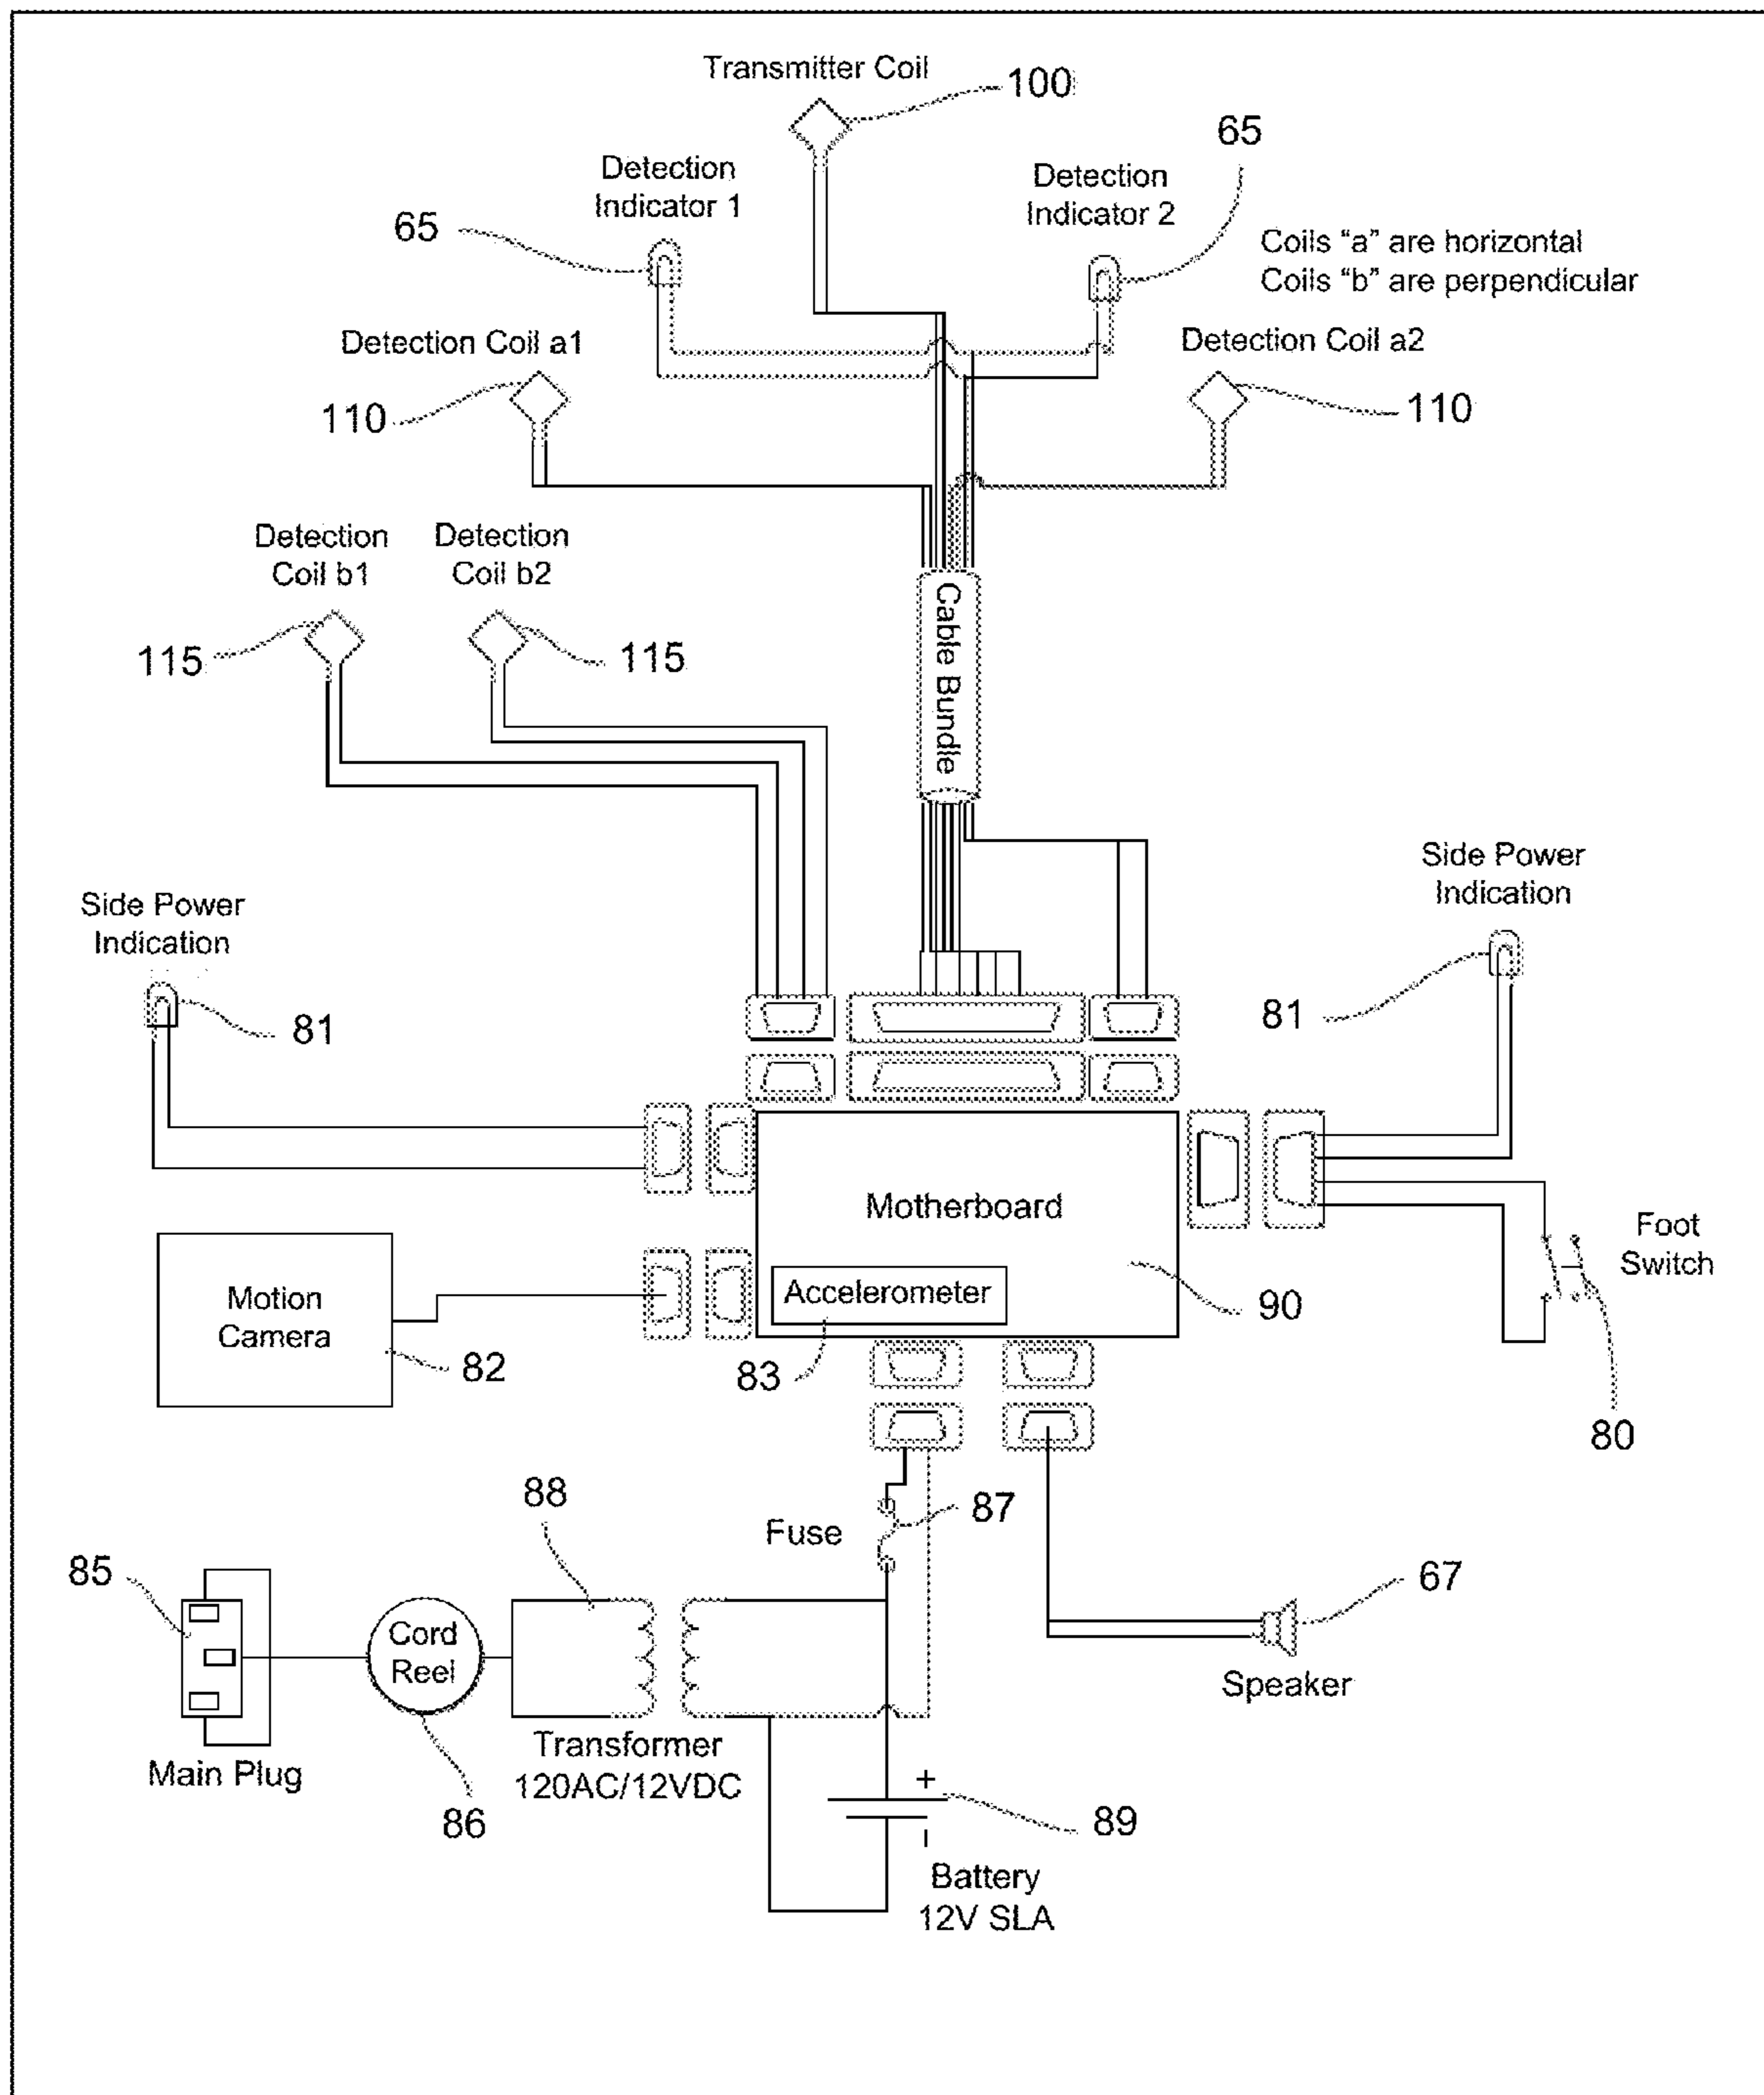 Transmitter Coil
100
65
Detection
Indicator 1
Detection
Indicator 2
65
Coils “a” are horizontal
Coils “b” are perpendicular
Detection Coil a1
Detection Coil a2
110
110
Detection
Coil b1
Detection
Coil b2
115
115
Cable Bundle
Side Power
Indication
Side Power
Indication
81
81
Motherboard
Foot
Switch
Motion
Camera
Accelerometer
90
82
83
80
88
87
Fuse
85
67
Cord
Reel
Speaker
Transformer
120AC/12VDC
Main Plug
+
86
89
–
Battery
12V SLA